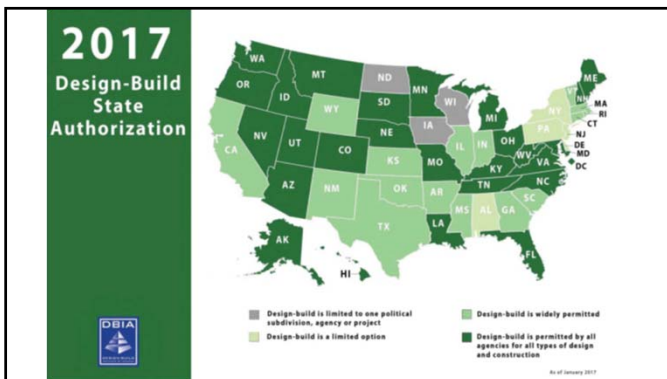 2017
Design-Build
State
Authorization
WA
OR
CA
NV
ID
MT
WY
UT
AZ
CO
NM
ND
SD
NE
KS
OK
TX
MN
IA
MO
AR
LA
WI
IL
MI
IN
OH
KY
TN
MS
AL
GA
FL
SC
NC
VA
WV
PA
NY
VT
NH
ME
MA
RI
CT
NJ
DE
MD
DC
AK
HI
DBIA
Design-build is limited to one political
subdivision, agency or project
Design-build is a limited option
Design-build is widely permitted
Design-build is permitted by all
agencies for all types of design
and construction
As of January 2017